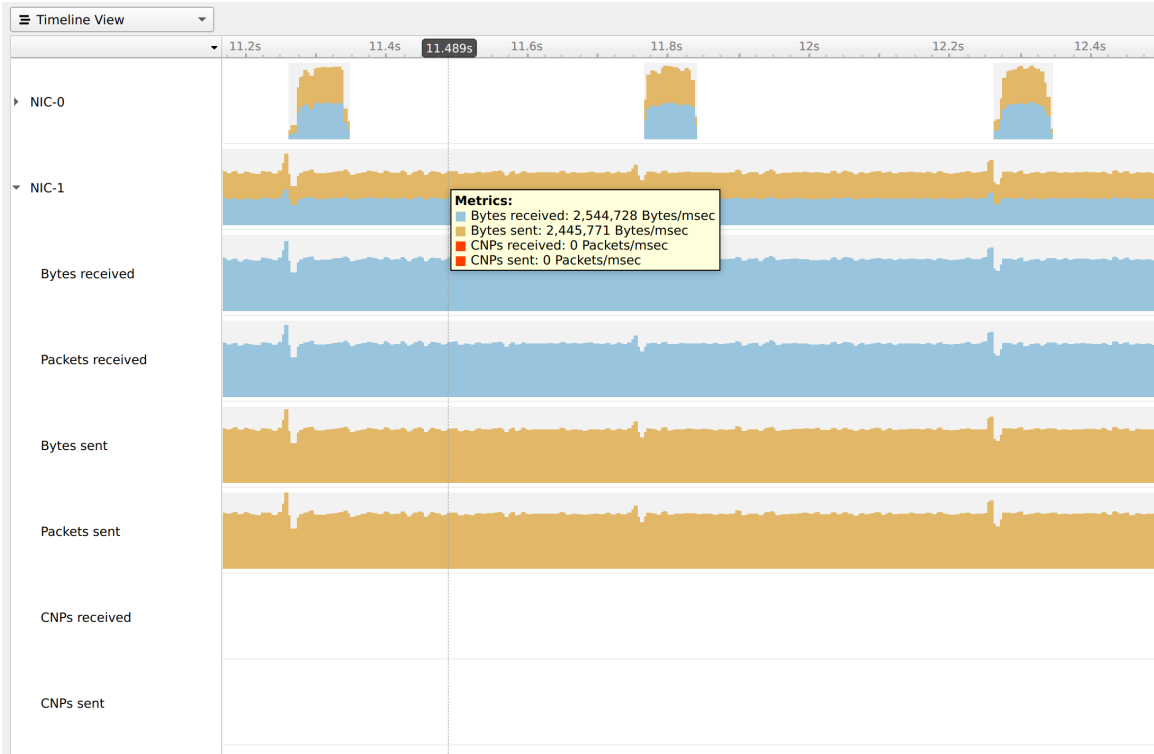 Timeline View
11.2s 11.4s 11.489s 11.6s 11.8s 12s 12.2s 12.4s
NIC-0
NIC-1
Metrics:
Bytes received: 2,544,728 Bytes/msec
Bytes sent: 2,445,771 Bytes/msec
CNPs received: 0 Packets/msec
CNPs sent: 0 Packets/msec
Bytes received
Packets received
Bytes sent
Packets sent
CNPs received
CNPs sent